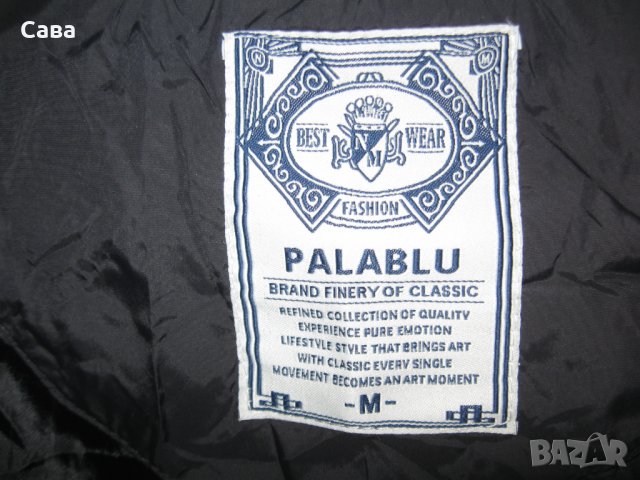 Сава
N
M
BEST WEAR
N
M
FASHION
PALABLU
BRAND FINERY OF CLASSIC
REFINED COLLECTION OF QUALITY
EXPERIENCE PURE EMOTION
LIFESTYLE STYLE THAT BRINGS ART
WITH CLASSIC EVERY SINGLE
MOVEMENT BECOMES AN ART MOMENT
-M-
BAZAR